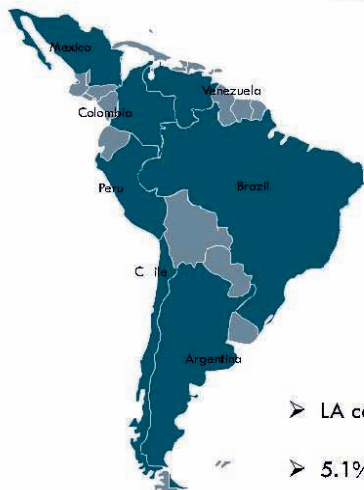 Mexico
Venezuela
Colombia
Peru
Brazil
C ile
Argentina
➢ LA c
➢ 5.1%